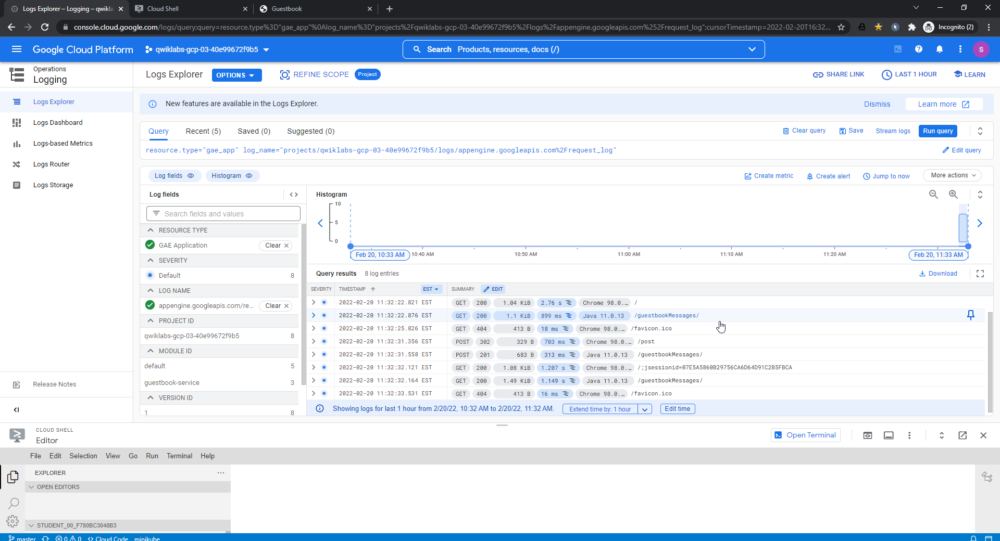 Logs Explorer – Logging – qwikla
Cloud Shell
Guestbook
console.cloud.google.com/logs/query;query=resource.type%3D"gae_app"%0Alog_name%3D"projects%2Fqwiklabs-gcp-03-40e99672f9b5%2Flogs%2Fappengine.googleapis.com%252Frequest_log";cursorTimestamp=2022-02-20T16:32...
Incognito (2)
Google Cloud Platform
qwiklabs-gcp-03-40e99672f9b5
Search Products, resources, docs (/)
S
Operations
Logging
Logs Explorer
OPTIONS
REFINE SCOPE
Project
SHARE LINK
LAST 1 HOUR
LEARN
Logs Explorer
Logs Dashboard
Logs-based Metrics
Logs Router
Logs Storage
Release Notes
New features are available in the Logs Explorer.
Dismiss
Learn more
Query
Recent (5)
Saved (0)
Suggested (0)
Clear query
Save
Stream logs
Run query
resource.type="gae_app" log_name="projects/qwiklabs-gcp-03-40e99672f9b5/logs/appengine.googleapis.com%2Frequest_log"
Edit query
Log fields
Histogram
Create metric
Create alert
Jump to now
More actions
Log fields
Search fields and values
RESOURCE TYPE
GAE Application
Clear
SEVERITY
Default 8
LOG NAME
appengine.googleapis.com/re...
Clear
PROJECT ID
qwiklabs-gcp-03-40e99672f9b5 8
MODULE ID
default 5
guestbook-service 3
VERSION ID
1 8
Histogram
10
5
0
Feb 20, 10:33 AM
10:40 AM
10:50 AM
11:00 AM
11:10 AM
11:20 AM
Feb 20, 11:33 AM
Query results 8 log entries
Download
SEVERITY TIMESTAMP EST SUMMARY EDIT
2022-02-20 11:32:22.821 EST GET 200 1.04 KiB 2.76 s Chrome 98.0.… /
2022-02-20 11:32:22.876 EST GET 200 1.1 KiB 899 ms Java 11.0.13 /guestbookMessages/
2022-02-20 11:32:25.826 EST GET 404 413 B 18 ms Chrome 98.0.… /favicon.ico
2022-02-20 11:32:31.356 EST POST 302 329 B 703 ms Chrome 98.0.… /post
2022-02-20 11:32:31.558 EST POST 201 683 B 313 ms Java 11.0.13 /guestbookMessages/
2022-02-20 11:32:32.121 EST GET 200 1.08 KiB 1.207 s Chrome 98.0.… /;jsessionid=07E5A5860B29756CA6D64D91C2B5FBCA
2022-02-20 11:32:32.164 EST GET 200 1.49 KiB 1.149 s Java 11.0.13 /guestbookMessages/
2022-02-20 11:32:33.531 EST GET 404 413 B 16 ms Chrome 98.0.… /favicon.ico
Showing logs for last 1 hour from 2/20/22, 10:32 AM to 2/20/22, 11:32 AM.
Extend time by: 1 hour
Edit time
CLOUD SHELL
Editor
Open Terminal
File Edit Selection View Go Run Terminal Help
EXPLORER
OPEN EDITORS
STUDENT_00_F780BC3048B3
master 0 0 Cloud Code minikube